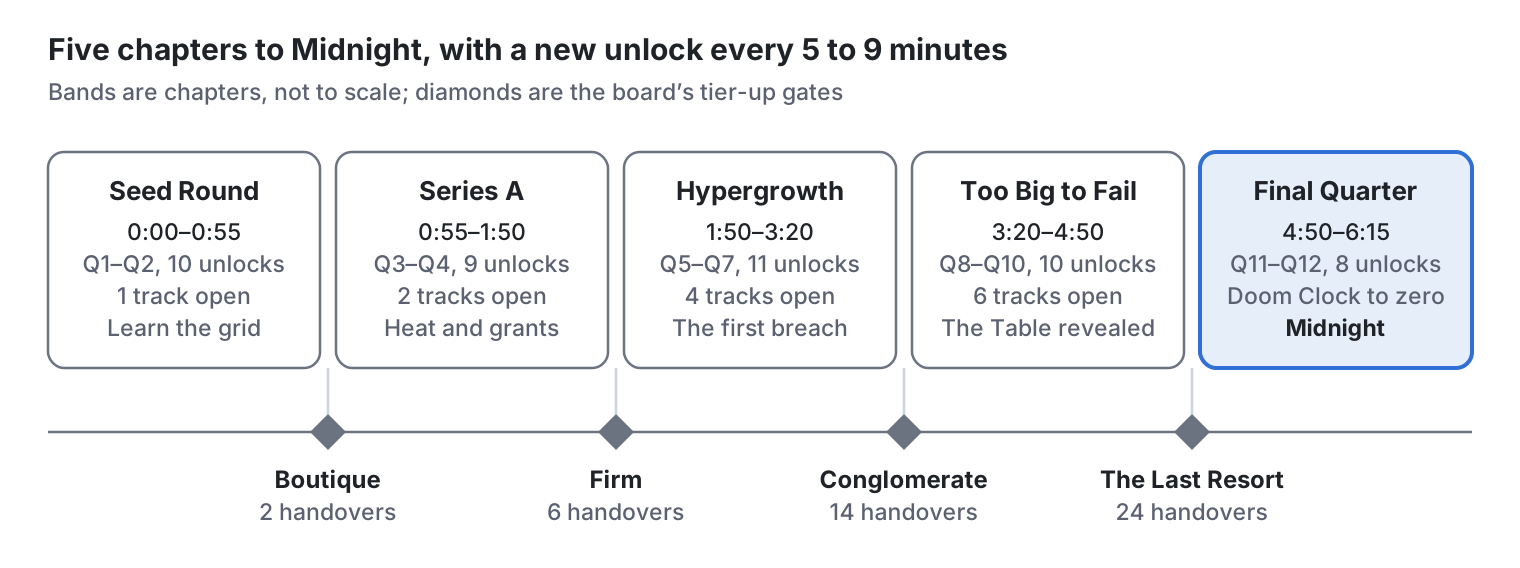 Five chapters to Midnight, with a new unlock every 5 to 9 minutes
Bands are chapters, not to scale; diamonds are the board’s tier-up gates
Seed Round
0:00–0:55
Q1–Q2, 10 unlocks
1 track open
Learn the grid
Series A
0:55–1:50
Q3–Q4, 9 unlocks
2 tracks open
Heat and grants
Hypergrowth
1:50–3:20
Q5–Q7, 11 unlocks
4 tracks open
The first breach
Too Big to Fail
3:20–4:50
Q8–Q10, 10 unlocks
6 tracks open
The Table revealed
Final Quarter
4:50–6:15
Q11–Q12, 8 unlocks
Doom Clock to zero
Midnight
Boutique
2 handovers
Firm
6 handovers
Conglomerate
14 handovers
The Last Resort
24 handovers